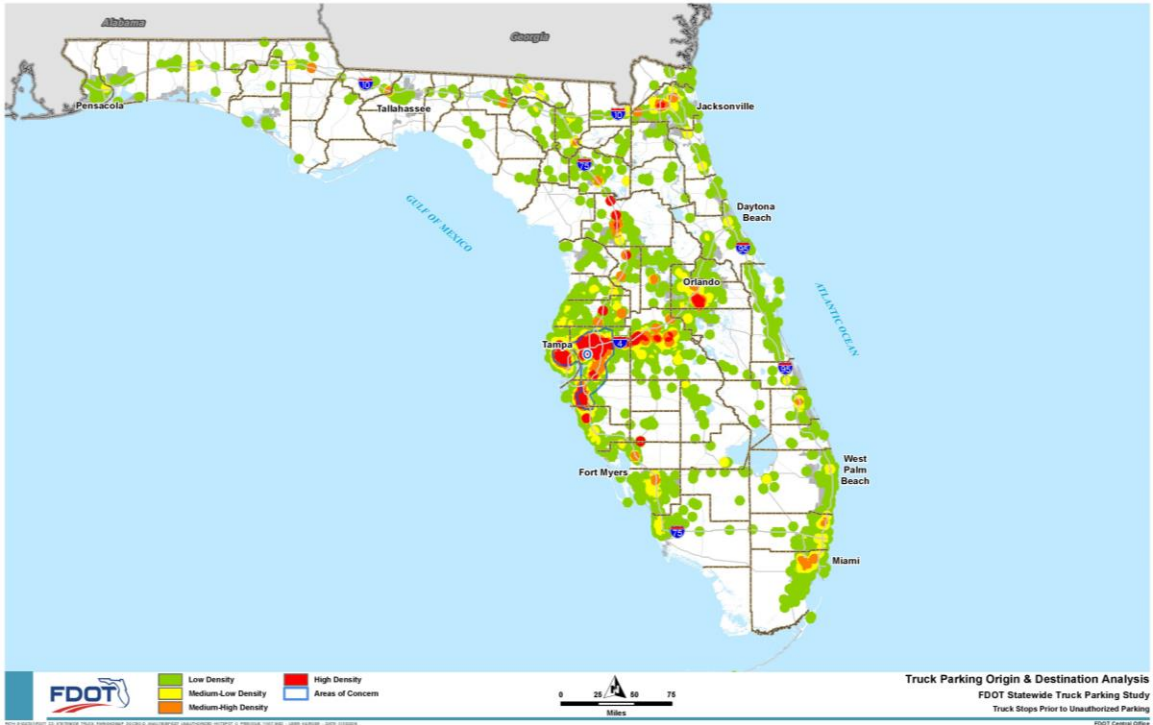 Alabama
Georgia
10
Pensacola
Tallahassee
10
Jacksonville
75
GULF OF MEXICO
Daytona
Beach
95
Orlando
ATLANTIC OCEAN
Tampa
4
95
Fort Myers
West
Palm
Beach
75
Miami
FDOT
Low Density
Medium-Low Density
Medium-High Density
High Density
Areas of Concern
N
0 25 50 75
Miles
Truck Parking Origin & Destination Analysis
FDOT Statewide Truck Parking Study
Truck Stops Prior to Unauthorized Parking
FDOT Central Office